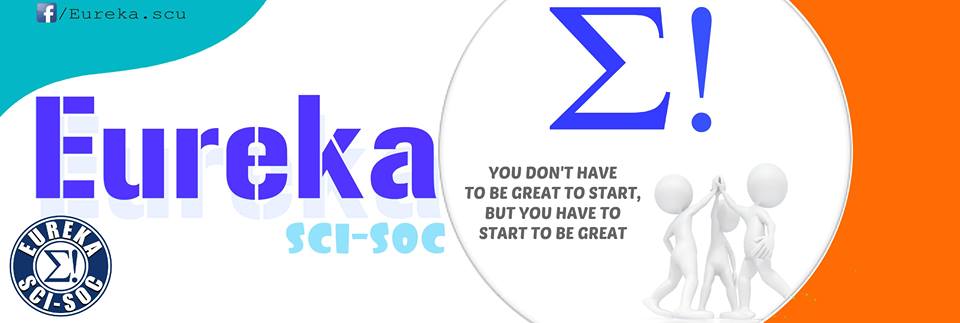 /Eureka.scu
Eureka
SCI-SOC
EUREKA
Σ!
SCI-SOC
Σ!
YOU DON'T HAVE
TO BE GREAT TO START,
BUT YOU HAVE TO
START TO BE GREAT